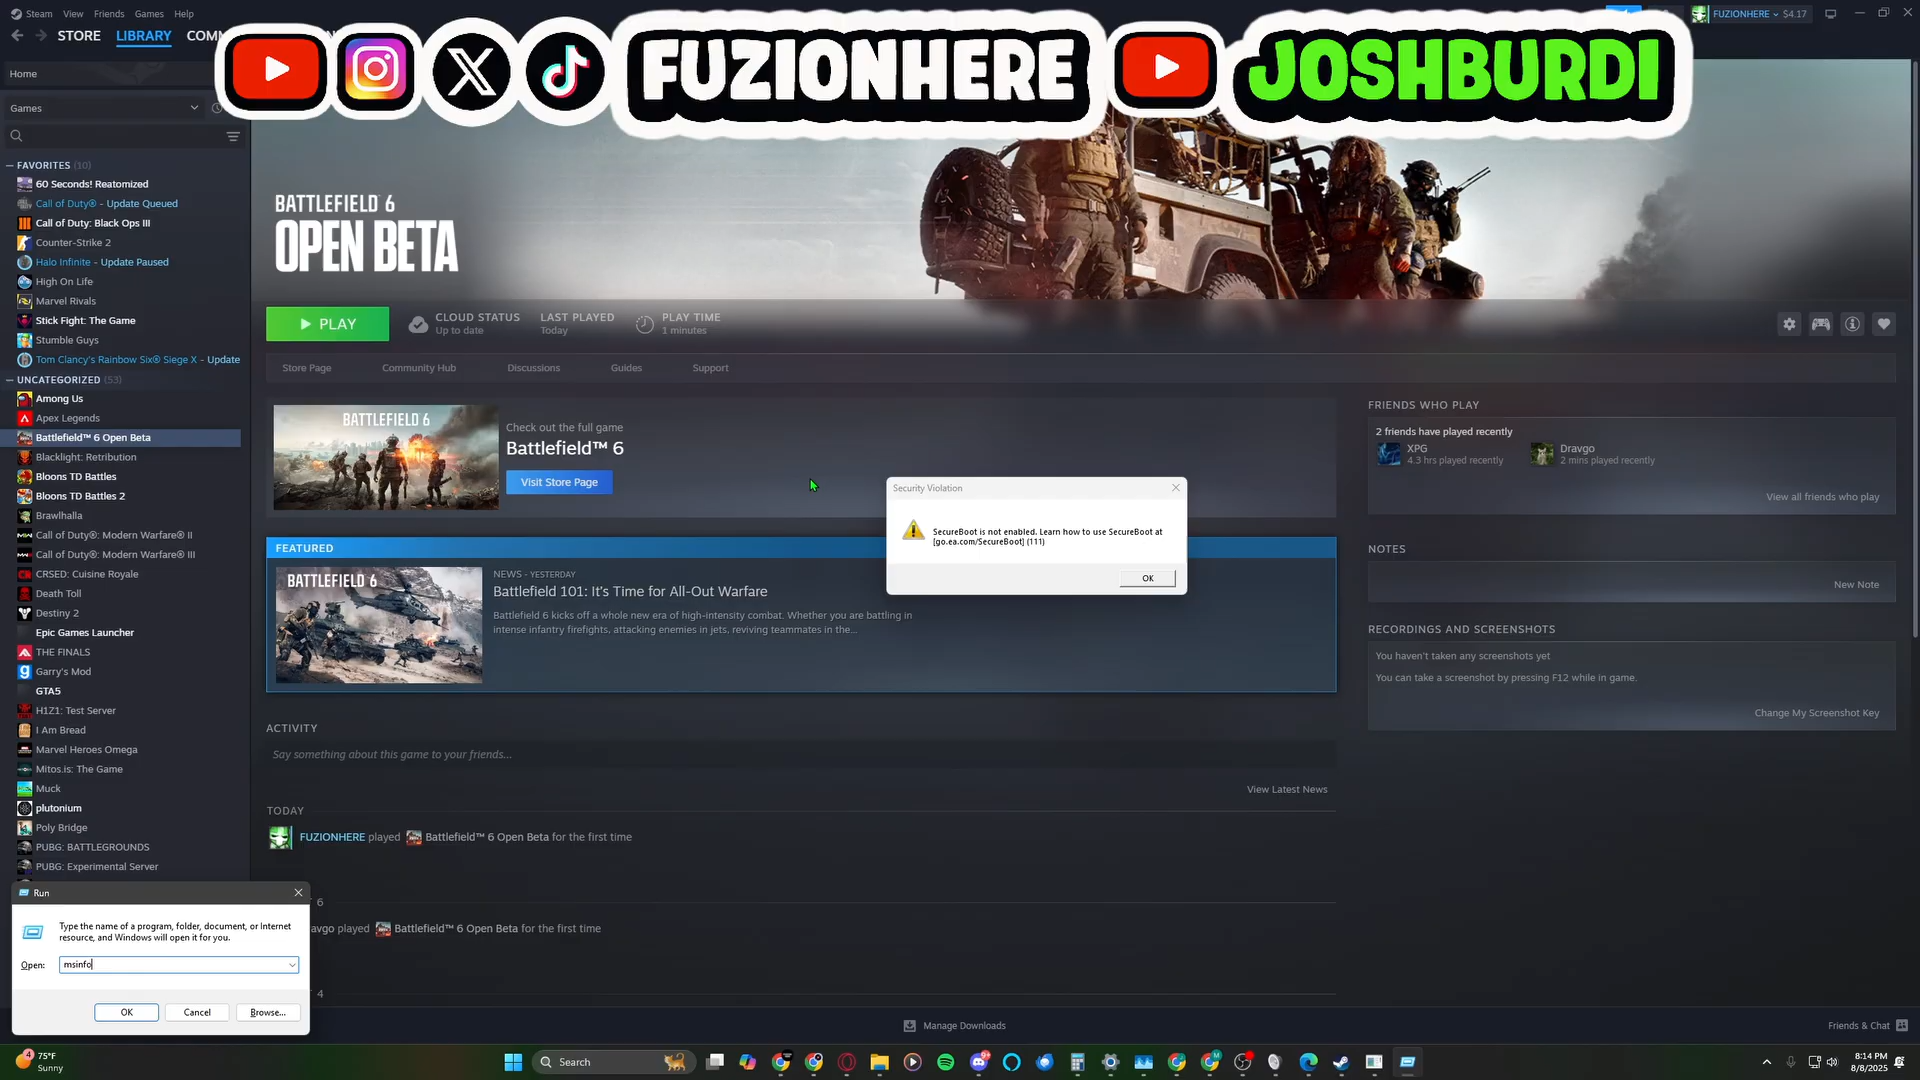 Steam View Friends Games Help
FUZIONHERE $4.17
STORE LIBRARY COMM
FUZIONHERE JOSHBURDI
Home
Games
FAVORITES (10)
60 Seconds! Reatomized
Call of Duty® - Update Queued
Call of Duty: Black Ops III
Counter-Strike 2
Halo Infinite - Update Paused
High On Life
Marvel Rivals
Stick Fight: The Game
Stumble Guys
Tom Clancy's Rainbow Six® Siege X - Update
UNCATEGORIZED (53)
Among Us
Apex Legends
Battlefield™ 6 Open Beta
Blacklight: Retribution
Bloons TD Battles
Bloons TD Battles 2
Brawlhalla
Call of Duty®: Modern Warfare® II
Call of Duty®: Modern Warfare® III
CRSED: Cuisine Royale
Death Toll
Destiny 2
Epic Games Launcher
THE FINALS
Garry's Mod
GTA5
H1Z1: Test Server
I Am Bread
Marvel Heroes Omega
Mitos.is: The Game
Muck
plutonium
Poly Bridge
PUBG: BATTLEGROUNDS
PUBG: Experimental Server
BATTLEFIELD 6
OPEN BETA
PLAY
CLOUD STATUS
Up to date
LAST PLAYED
Today
PLAY TIME
1 minutes
Store Page Community Hub Discussions Guides Support
BATTLEFIELD 6
Check out the full game
Battlefield™ 6
Visit Store Page
FEATURED
BATTLEFIELD 6
NEWS - YESTERDAY
Battlefield 101: It's Time for All-Out Warfare
Battlefield 6 kicks off a whole new era of high-intensity combat. Whether you are battling in
intense infantry firefights, attacking enemies in jets, reviving teammates in the...
Security Violation
SecureBoot is not enabled. Learn how to use SecureBoot at
[go.ea.com/SecureBoot] (111)
OK
ACTIVITY
Say something about this game to your friends...
View Latest News
TODAY
FUZIONHERE played Battlefield™ 6 Open Beta for the first time
6
avgo played Battlefield™ 6 Open Beta for the first time
4
FRIENDS WHO PLAY
2 friends have played recently
XPG
4.3 hrs played recently
Dravgo
2 mins played recently
View all friends who play
NOTES
New Note
RECORDINGS AND SCREENSHOTS
You haven't taken any screenshots yet
You can take a screenshot by pressing F12 while in game.
Change My Screenshot Key
Run
Type the name of a program, folder, document, or Internet
resource, and Windows will open it for you.
Open: msinfo
OK Cancel Browse...
Manage Downloads
Friends & Chat
4
75°F
Sunny
Search
9+
8:14 PM
8/8/2025